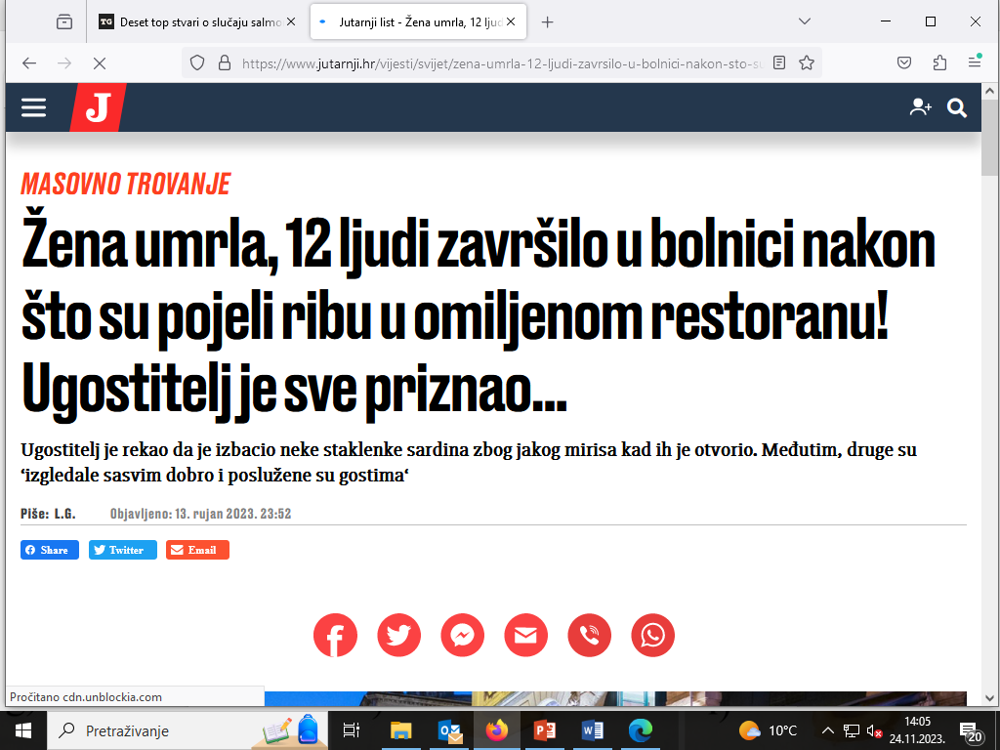 TG Deset top stvari o slučaju salmo
Jutarnji list - Žena umrla, 12 ljud
https://www.jutarnji.hr/vijesti/svijet/zena-umrla-12-ljudi-zavrsilo-u-bolnici-nakon-sto-su
J
MASOVNO TROVANJE
Žena umrla, 12 ljudi završilo u bolnici nakon
što su pojeli ribu u omiljenom restoranu!
Ugostitelj je sve priznao...
Ugostitelj je rekao da je izbacio neke staklenke sardina zbog jakog mirisa kad ih je otvorio. Međutim, druge su
‘izgledale sasvim dobro i poslužene su gostima‘
Piše: L.G. Objavljeno: 13. rujan 2023. 23:52
Share Twitter Email
Pročitano cdn.unblockia.com
Pretraživanje
10°C
14:05
24.11.2023.
20